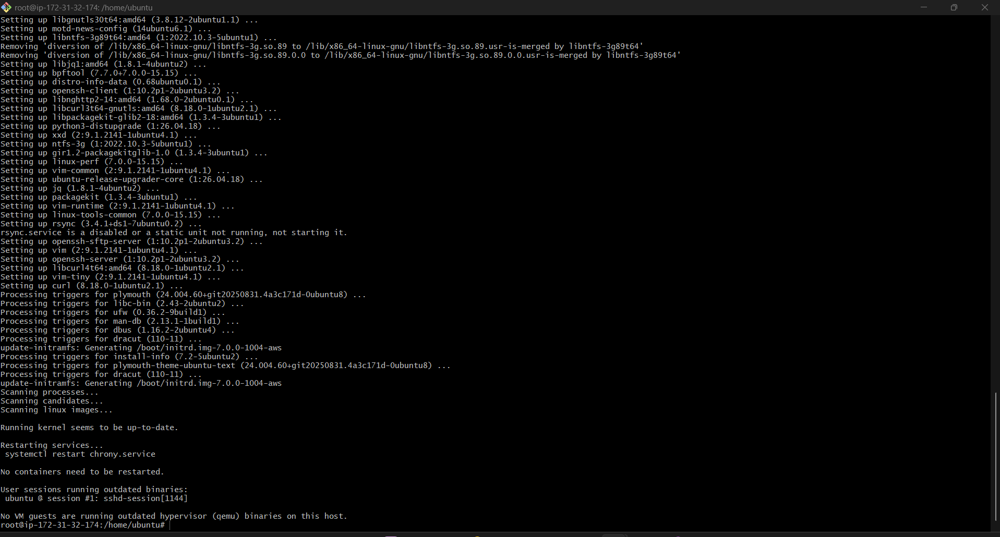 root@ip-172-31-32-174: /home/ubuntu
Setting up libgnutls30t64:amd64 (3.8.12-2ubuntu1.1) ...
Setting up motd-news-config (14ubuntu6.1) ...
Setting up libntfs-3g89t64:amd64 (1:2022.10.3-5ubuntu1) ...
Removing 'diversion of /lib/x86_64-linux-gnu/libntfs-3g.so.89 to /lib/x86_64-linux-gnu/libntfs-3g.so.89.usr-is-merged by libntfs-3g89t64'
Removing 'diversion of /lib/x86_64-linux-gnu/libntfs-3g.so.89.0.0 to /lib/x86_64-linux-gnu/libntfs-3g.so.89.0.0.usr-is-merged by libntfs-3g89t64'
Setting up libjq1:amd64 (1.8.1-4ubuntu2) ...
Setting up bpftool (7.7.0+7.0.0-15.15) ...
Setting up distro-info-data (0.68ubuntu0.1) ...
Setting up openssh-client (1:10.2p1-2ubuntu3.2) ...
Setting up libnghttp2-14:amd64 (1.68.0-2ubuntu0.1) ...
Setting up libcurl3t64-gnutls:amd64 (8.18.0-1ubuntu2.1) ...
Setting up libpackagekit-glib2-18:amd64 (1.3.4-3ubuntu1) ...
Setting up python3-distupgrade (1:26.04.18) ...
Setting up xxd (2:9.1.2141-1ubuntu4.1) ...
Setting up ntfs-3g (1:2022.10.3-5ubuntu1) ...
Setting up gir1.2-packagekitglib-1.0 (1.3.4-3ubuntu1) ...
Setting up linux-perf (7.0.0-15.15) ...
Setting up vim-common (2:9.1.2141-1ubuntu4.1) ...
Setting up ubuntu-release-upgrader-core (1:26.04.18) ...
Setting up jq (1.8.1-4ubuntu2) ...
Setting up packagekit (1.3.4-3ubuntu1) ...
Setting up vim-runtime (2:9.1.2141-1ubuntu4.1) ...
Setting up linux-tools-common (7.0.0-15.15) ...
Setting up rsync (3.4.1+ds1-7ubuntu0.2) ...
rsync.service is a disabled or a static unit not running, not starting it.
Setting up openssh-sftp-server (1:10.2p1-2ubuntu3.2) ...
Setting up vim (2:9.1.2141-1ubuntu4.1) ...
Setting up openssh-server (1:10.2p1-2ubuntu3.2) ...
Setting up libcurl4t64:amd64 (8.18.0-1ubuntu2.1) ...
Setting up vim-tiny (2:9.1.2141-1ubuntu4.1) ...
Setting up curl (8.18.0-1ubuntu2.1) ...
Processing triggers for plymouth (24.004.60+git20250831.4a3c171d-0ubuntu8) ...
Processing triggers for libc-bin (2.43-2ubuntu2) ...
Processing triggers for ufw (0.36.2-9build1) ...
Processing triggers for man-db (2.13.1-1build1) ...
Processing triggers for dbus (1.16.2-2ubuntu4) ...
Processing triggers for dracut (110-11) ...
update-initramfs: Generating /boot/initrd.img-7.0.0-1004-aws
Processing triggers for install-info (7.2-5ubuntu2) ...
Processing triggers for plymouth-theme-ubuntu-text (24.004.60+git20250831.4a3c171d-0ubuntu8) ...
Processing triggers for dracut (110-11) ...
update-initramfs: Generating /boot/initrd.img-7.0.0-1004-aws
Scanning processes...
Scanning candidates...
Scanning linux images...
Running kernel seems to be up-to-date.
Restarting services...
systemctl restart chrony.service
No containers need to be restarted.
User sessions running outdated binaries:
ubuntu @ session #1: sshd-session[1144]
No VM guests are running outdated hypervisor (qemu) binaries on this host.
root@ip-172-31-32-174:/home/ubuntu#